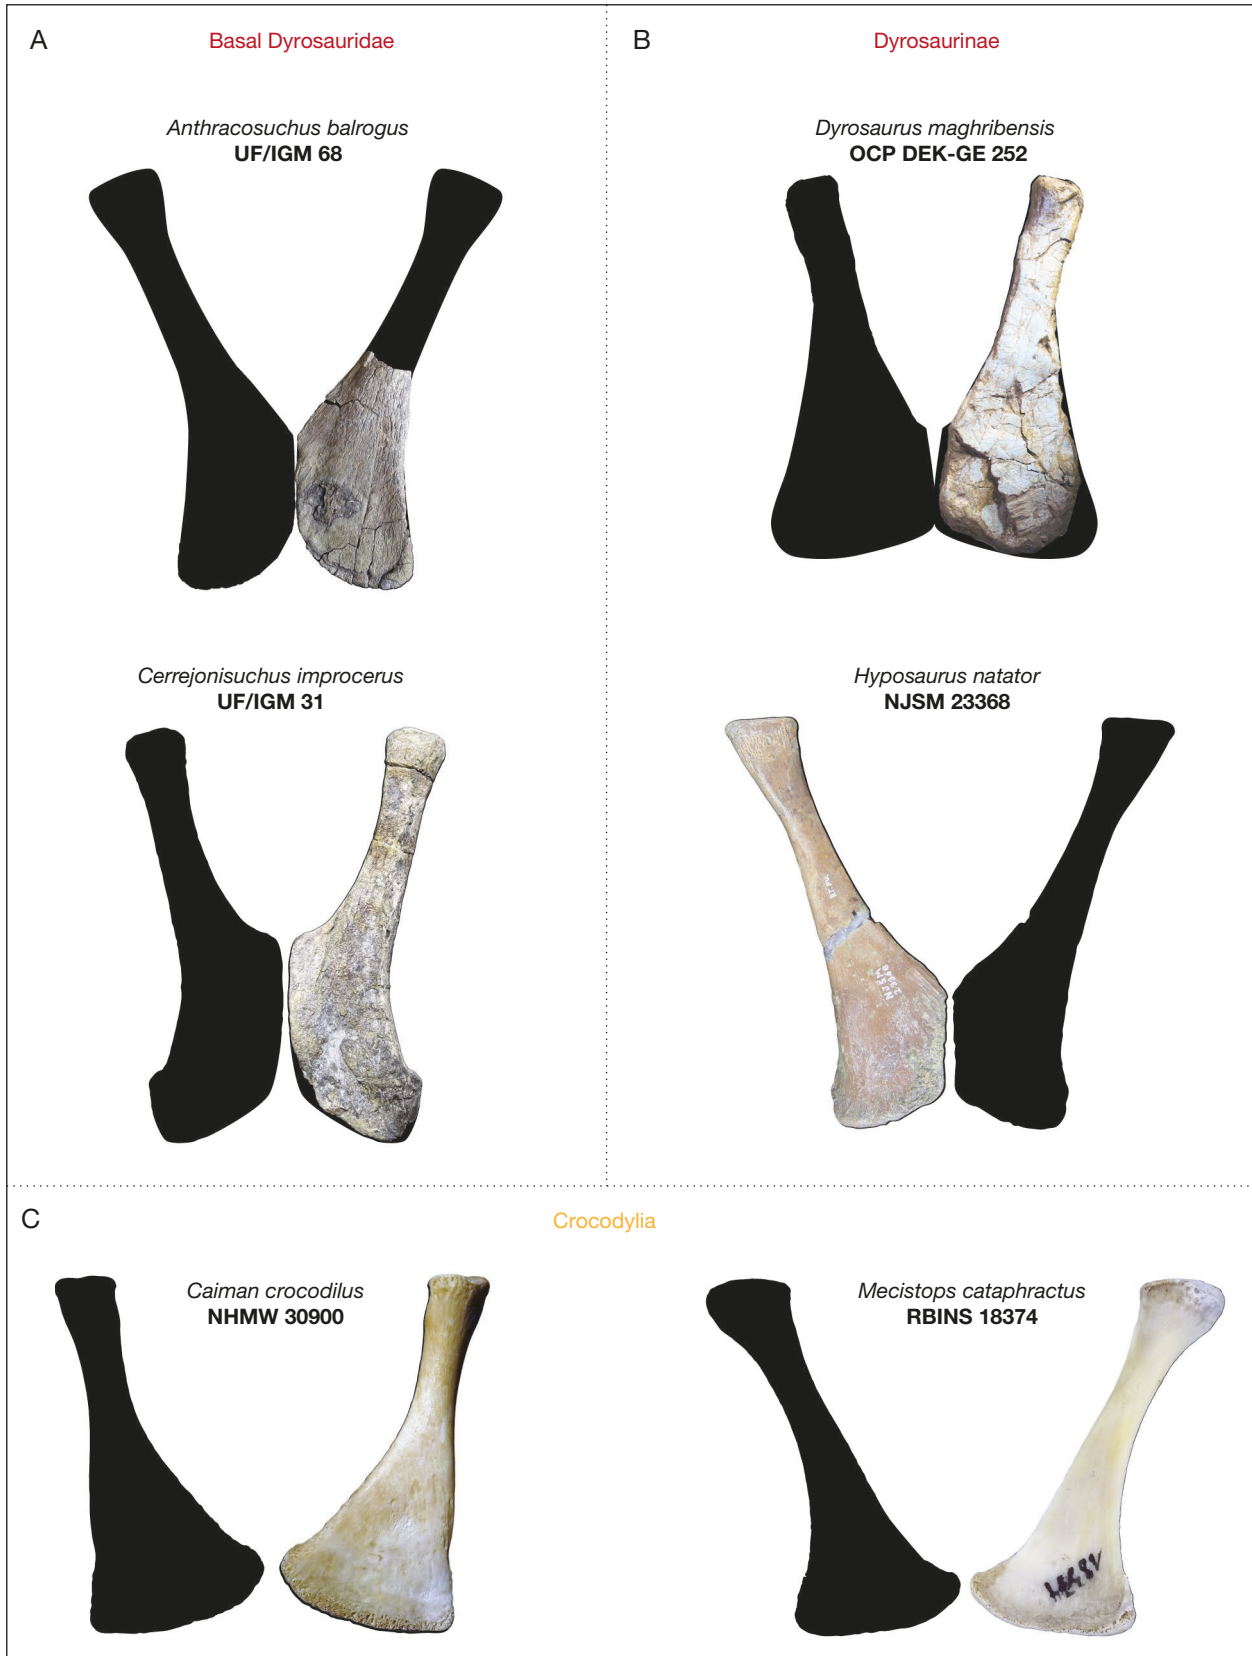 A
Basal Dyrosauridae
B
Dyrosaurinae
Anthracosuchus balrogus
UF/IGM 68
Dyrosaurus maghribensis
OCP DEK-GE 252
Cerrejonisuchus improcerus
UF/IGM 31
Hyposaurus natator
NJSM 23368
NJSM
C
Crocodylia
Caiman crocodilus
NHMW 30900
Mecistops cataphractus
RBINS 18374